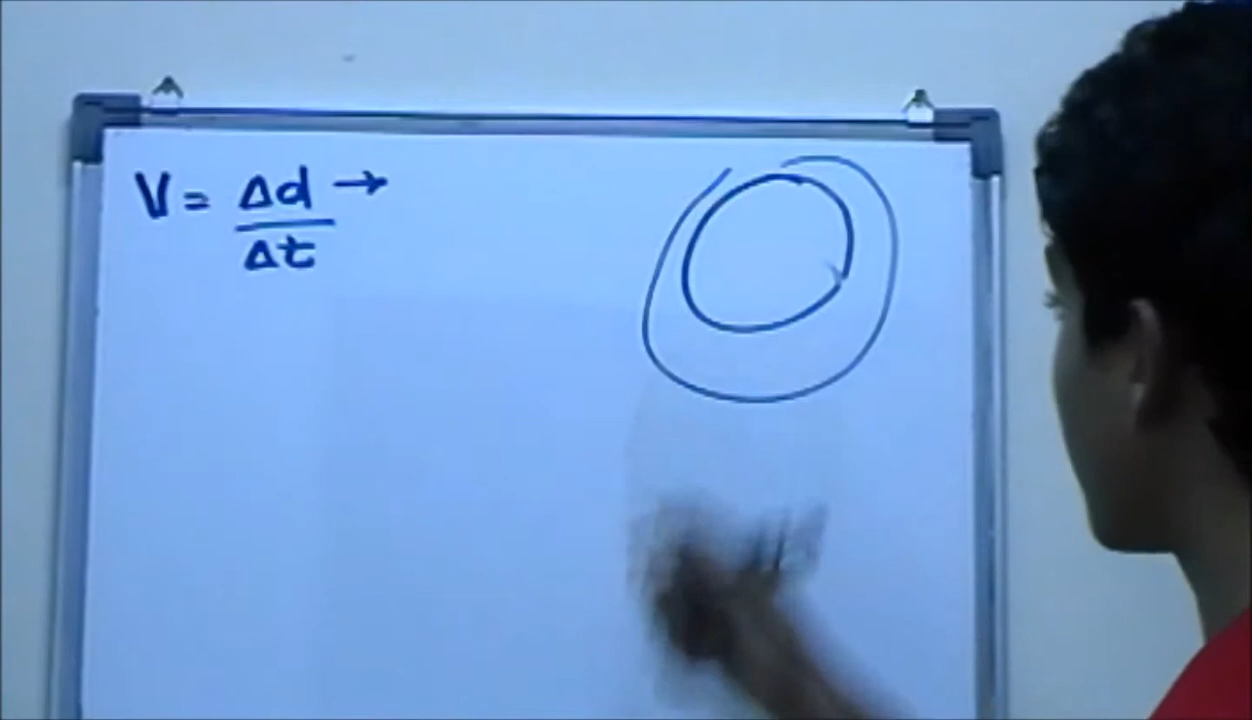 V = Δd →
Δt